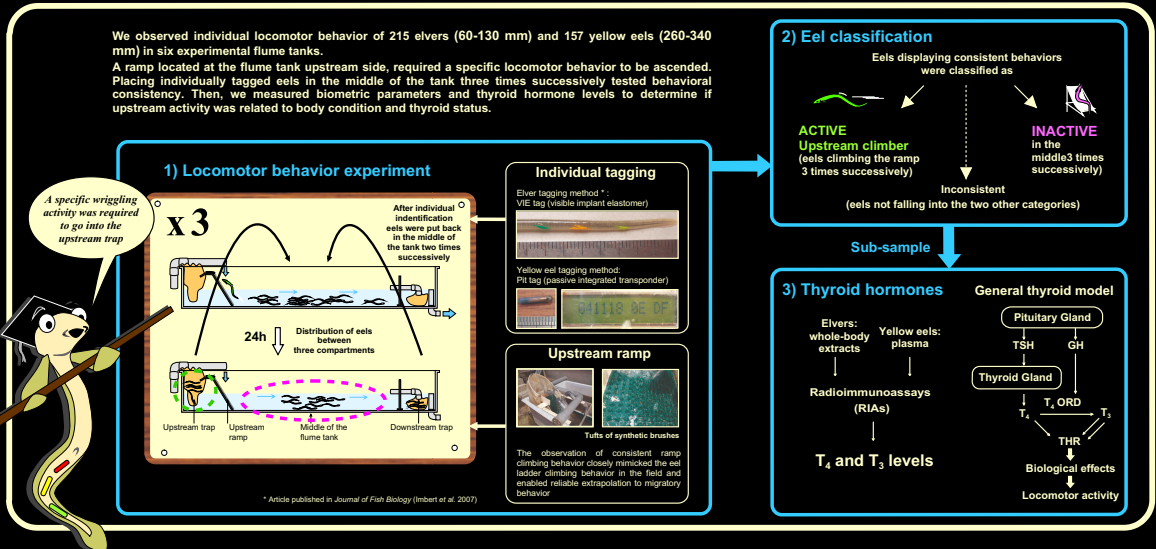 We observed individual locomotor behavior of 215 elvers (60-130 mm) and 157 yellow eels (260-340
mm) in six experimental flume tanks.
A ramp located at the flume tank upstream side, required a specific locomotor behavior to be ascended.
Placing individually tagged eels in the middle of the tank three times successively tested behavioral
consistency. Then, we measured biometric parameters and thyroid hormone levels to determine if
upstream activity was related to body condition and thyroid status.
A specific wriggling
activity was required
to go into the
upstream trap
1) Locomotor behavior experiment
x 3
After individual
indentification
eels were put back
in the middle of
the tank two times
successively
24h
Distribution of eels
between
three compartments
Upstream trap
Upstream
ramp
Middle of the
flume tank
Downstream trap
* Article published in Journal of Fish Biology (Imbert et al. 2007)
Individual tagging
Elver tagging method * :
VIE tag (visible implant elastomer)
Yellow eel tagging method:
Pit tag (passive integrated transponder)
041118 0E DF
Upstream ramp
Tufts of synthetic brushes
The observation of consistent ramp
climbing behavior closely mimicked the eel
ladder climbing behavior in the field and
enabled reliable extrapolation to migratory
behavior
2) Eel classification
Eels displaying consistent behaviors
were classified as
ACTIVE
Upstream climber
(eels climbing the ramp
3 times successively)
INACTIVE
in the
middle3 times
successively)
Inconsistent
(eels not falling into the two other categories)
Sub-sample
3) Thyroid hormones
Elvers:
whole-body
extracts
Yellow eels:
plasma
Radioimmunoassays
(RIAs)
T4 and T3 levels
General thyroid model
Pituitary Gland
TSH GH
Thyroid Gland
T4 ORD
T4 T3
THR
Biological effects
Locomotor activity